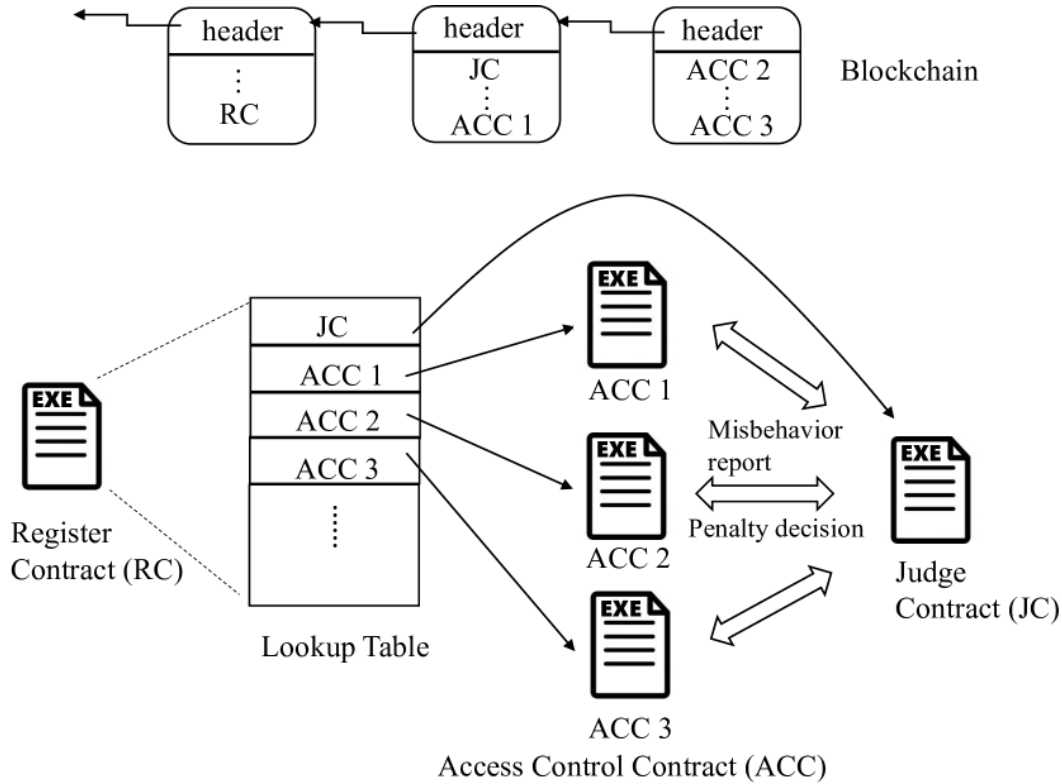 header
header
header
⋮
RC
JC
⋮
ACC 1
ACC 2
⋮
ACC 3
Blockchain
JC
ACC 1
ACC 2
ACC 3
⋮
Lookup Table
EXE
Register
Contract (RC)
EXE
ACC 1
EXE
ACC 2
EXE
ACC 3
Access Control Contract (ACC)
Misbehavior
report
Penalty decision
EXE
Judge
Contract (JC)